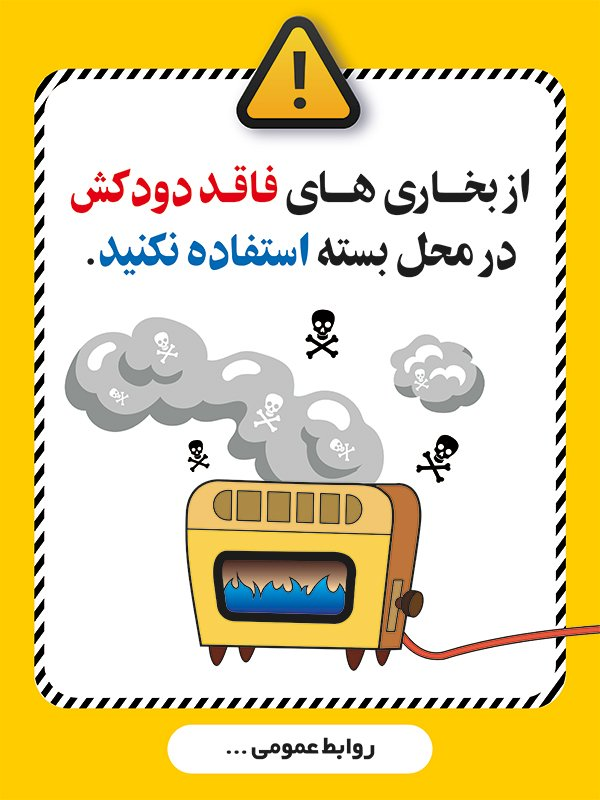 !
از بخاری های فاقد دودکش
در محل بسته استفاده نکنید.
روابط عمومی ...